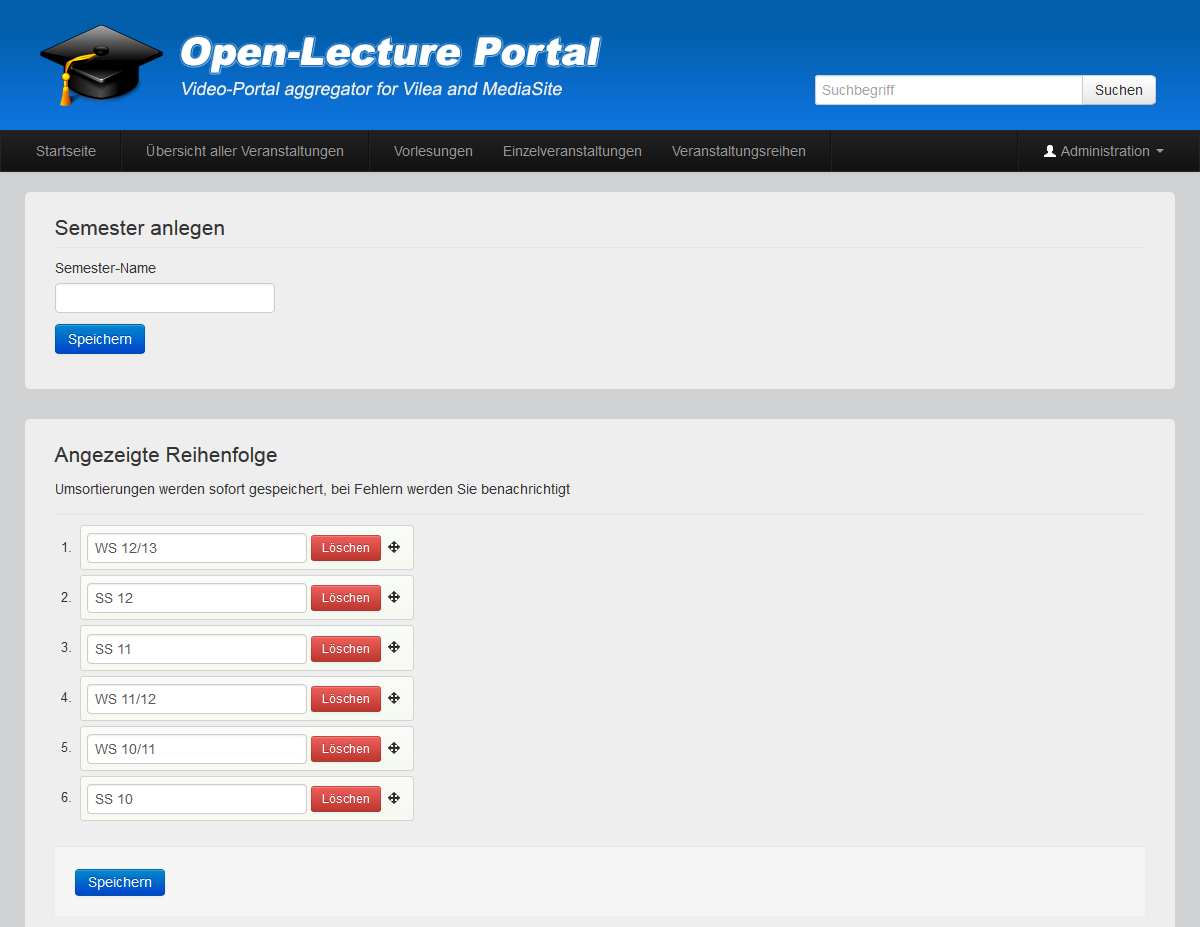 Open-Lecture Portal
Video-Portal aggregator for Vilea and MediaSite
Suchbegriff Suchen
Startseite Übersicht aller Veranstaltungen Vorlesungen Einzelveranstaltungen Veranstaltungsreihen Administration
Semester anlegen
Semester-Name
Speichern
Angezeigte Reihenfolge
Umsortierungen werden sofort gespeichert, bei Fehlern werden Sie benachrichtigt
1. WS 12/13 Löschen
2. SS 12 Löschen
3. SS 11 Löschen
4. WS 11/12 Löschen
5. WS 10/11 Löschen
6. SS 10 Löschen
Speichern